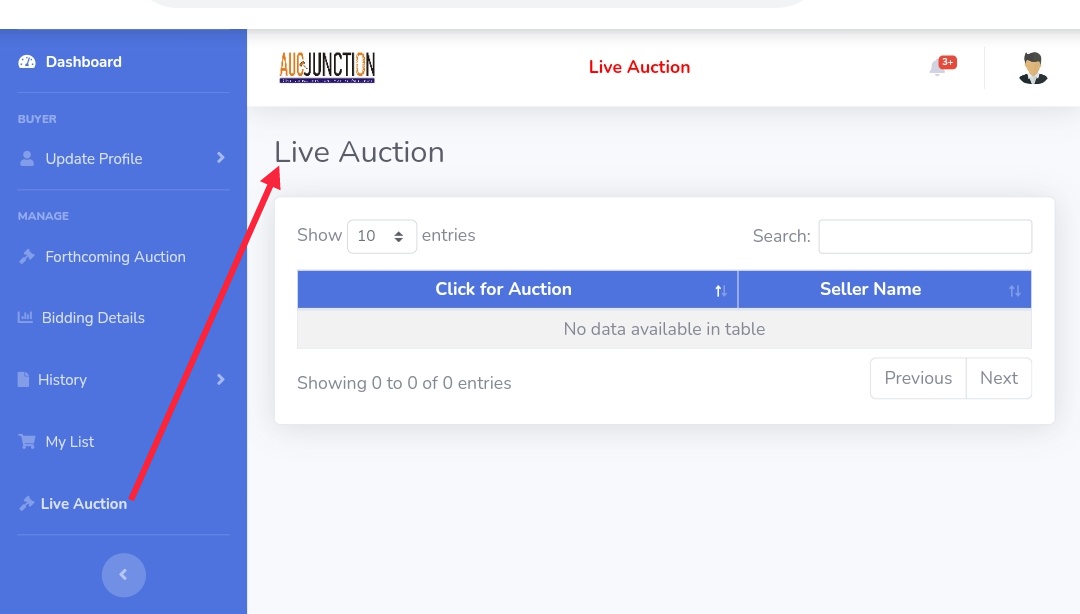 Dashboard
BUYER
Update Profile
MANAGE
Forthcoming Auction
Bidding Details
History
My List
Live Auction
AUCJUNCTION
Live Auction
3+
Live Auction
Show 10 entries
Search:
Click for Auction Seller Name
No data available in table
Showing 0 to 0 of 0 entries
Previous Next